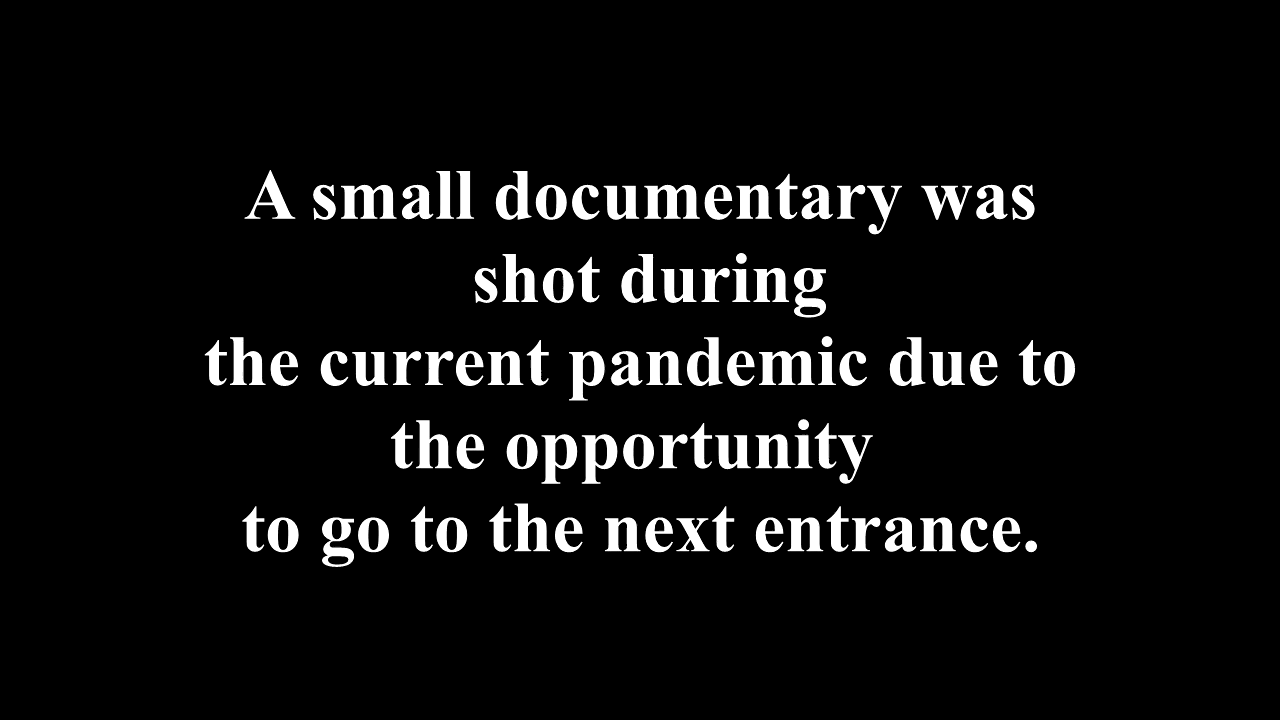 A small documentary was
shot during
the current pandemic due to
the opportunity
to go to the next entrance.